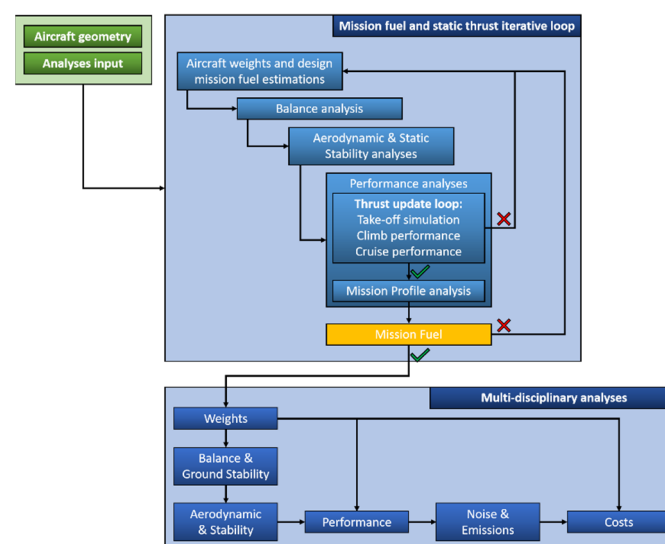 Aircraft geometry
Analyses input
Mission fuel and static thrust iterative loop
Aircraft weights and design
mission fuel estimations
Balance analysis
Aerodynamic & Static
Stability analyses
Performance analyses
Thrust update loop:
Take-off simulation
Climb performance
Cruise performance
Mission Profile analysis
Mission Fuel
Multi-disciplinary analyses
Weights
Balance &
Ground Stability
Aerodynamic
& Stability
Performance
Noise &
Emissions
Costs